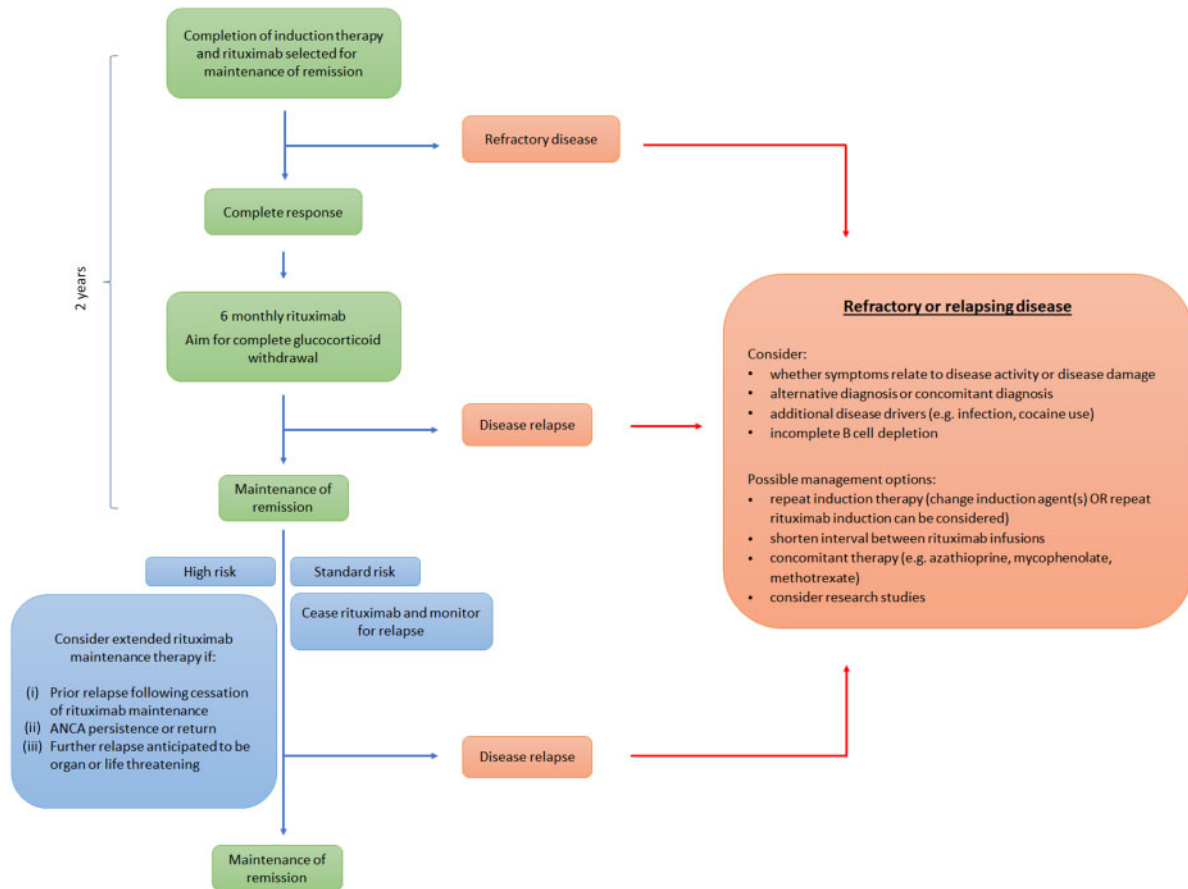 Completion of induction therapy
and rituximab selected for
maintenance of remission
Refractory disease
Complete response
2 years
6 monthly rituximab
Aim for complete glucocorticoid
withdrawal
Disease relapse
Maintenance of
remission
High risk
Standard risk
Cease rituximab and monitor
for relapse
Consider extended rituximab
maintenance therapy if:
(i) Prior relapse following cessation
of rituximab maintenance
(ii) ANCA persistence or return
(iii) Further relapse anticipated to be
organ or life threatening
Disease relapse
Maintenance of
remission
Refractory or relapsing disease
Consider:
• whether symptoms relate to disease activity or disease damage
• alternative diagnosis or concomitant diagnosis
• additional disease drivers (e.g. infection, cocaine use)
• incomplete B cell depletion
Possible management options:
• repeat induction therapy (change induction agent(s) OR repeat
rituximab induction can be considered)
• shorten interval between rituximab infusions
• concomitant therapy (e.g. azathioprine, mycophenolate,
methotrexate)
• consider research studies